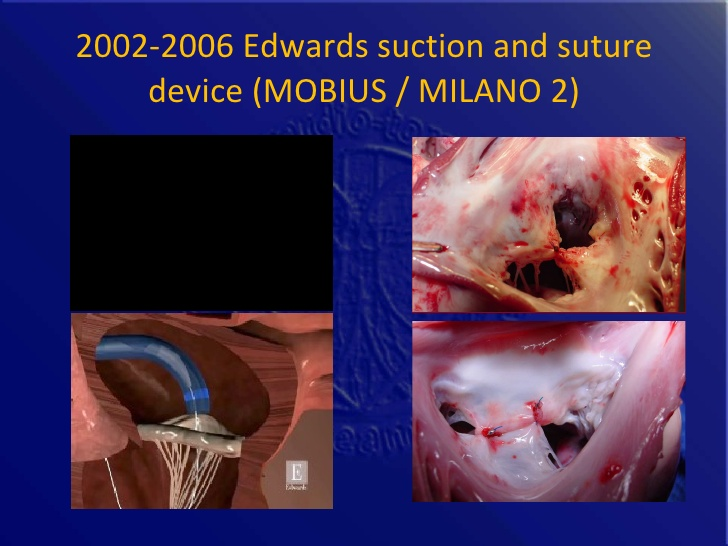 2002-2006 Edwards suction and suture
device (MOBIUS / MILANO 2)
E
Edwards